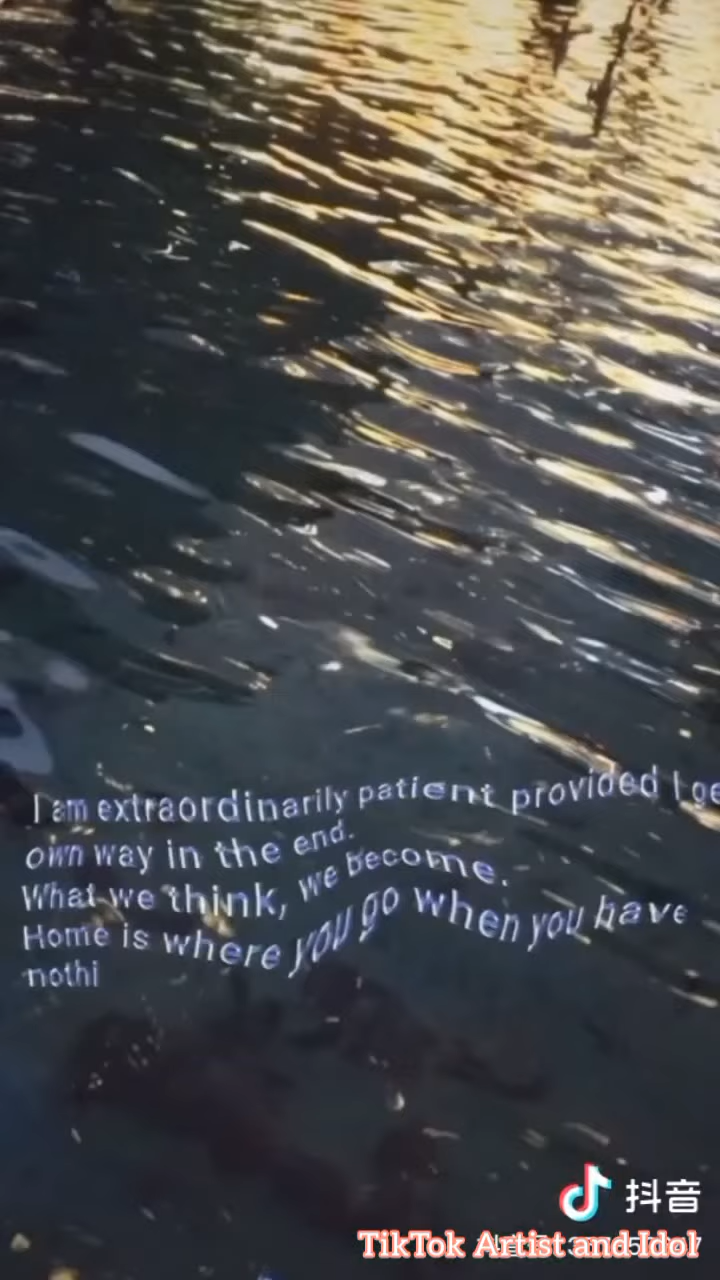 I am extraordinarily patient provided I ge
own way in the end.
What we think, we become.
Home is where you go when you have
nothi
抖音
TikTok Artist and Idol